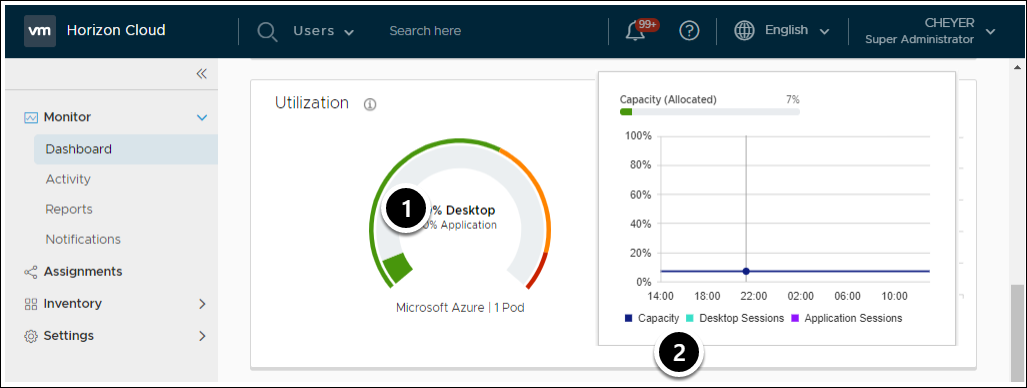 vm Horizon Cloud Users Search here 99+ ? English CHEYER
Super Administrator
Utilization i
Monitor
Dashboard
Activity
Reports
Notifications
Assignments
Inventory
Settings
1
% Desktop
0% Application
Microsoft Azure | 1 Pod
Capacity (Allocated) 7%
100%
80%
60%
40%
20%
0%
14:00 18:00 22:00 02:00 06:00 10:00
Capacity Desktop Sessions Application Sessions
2